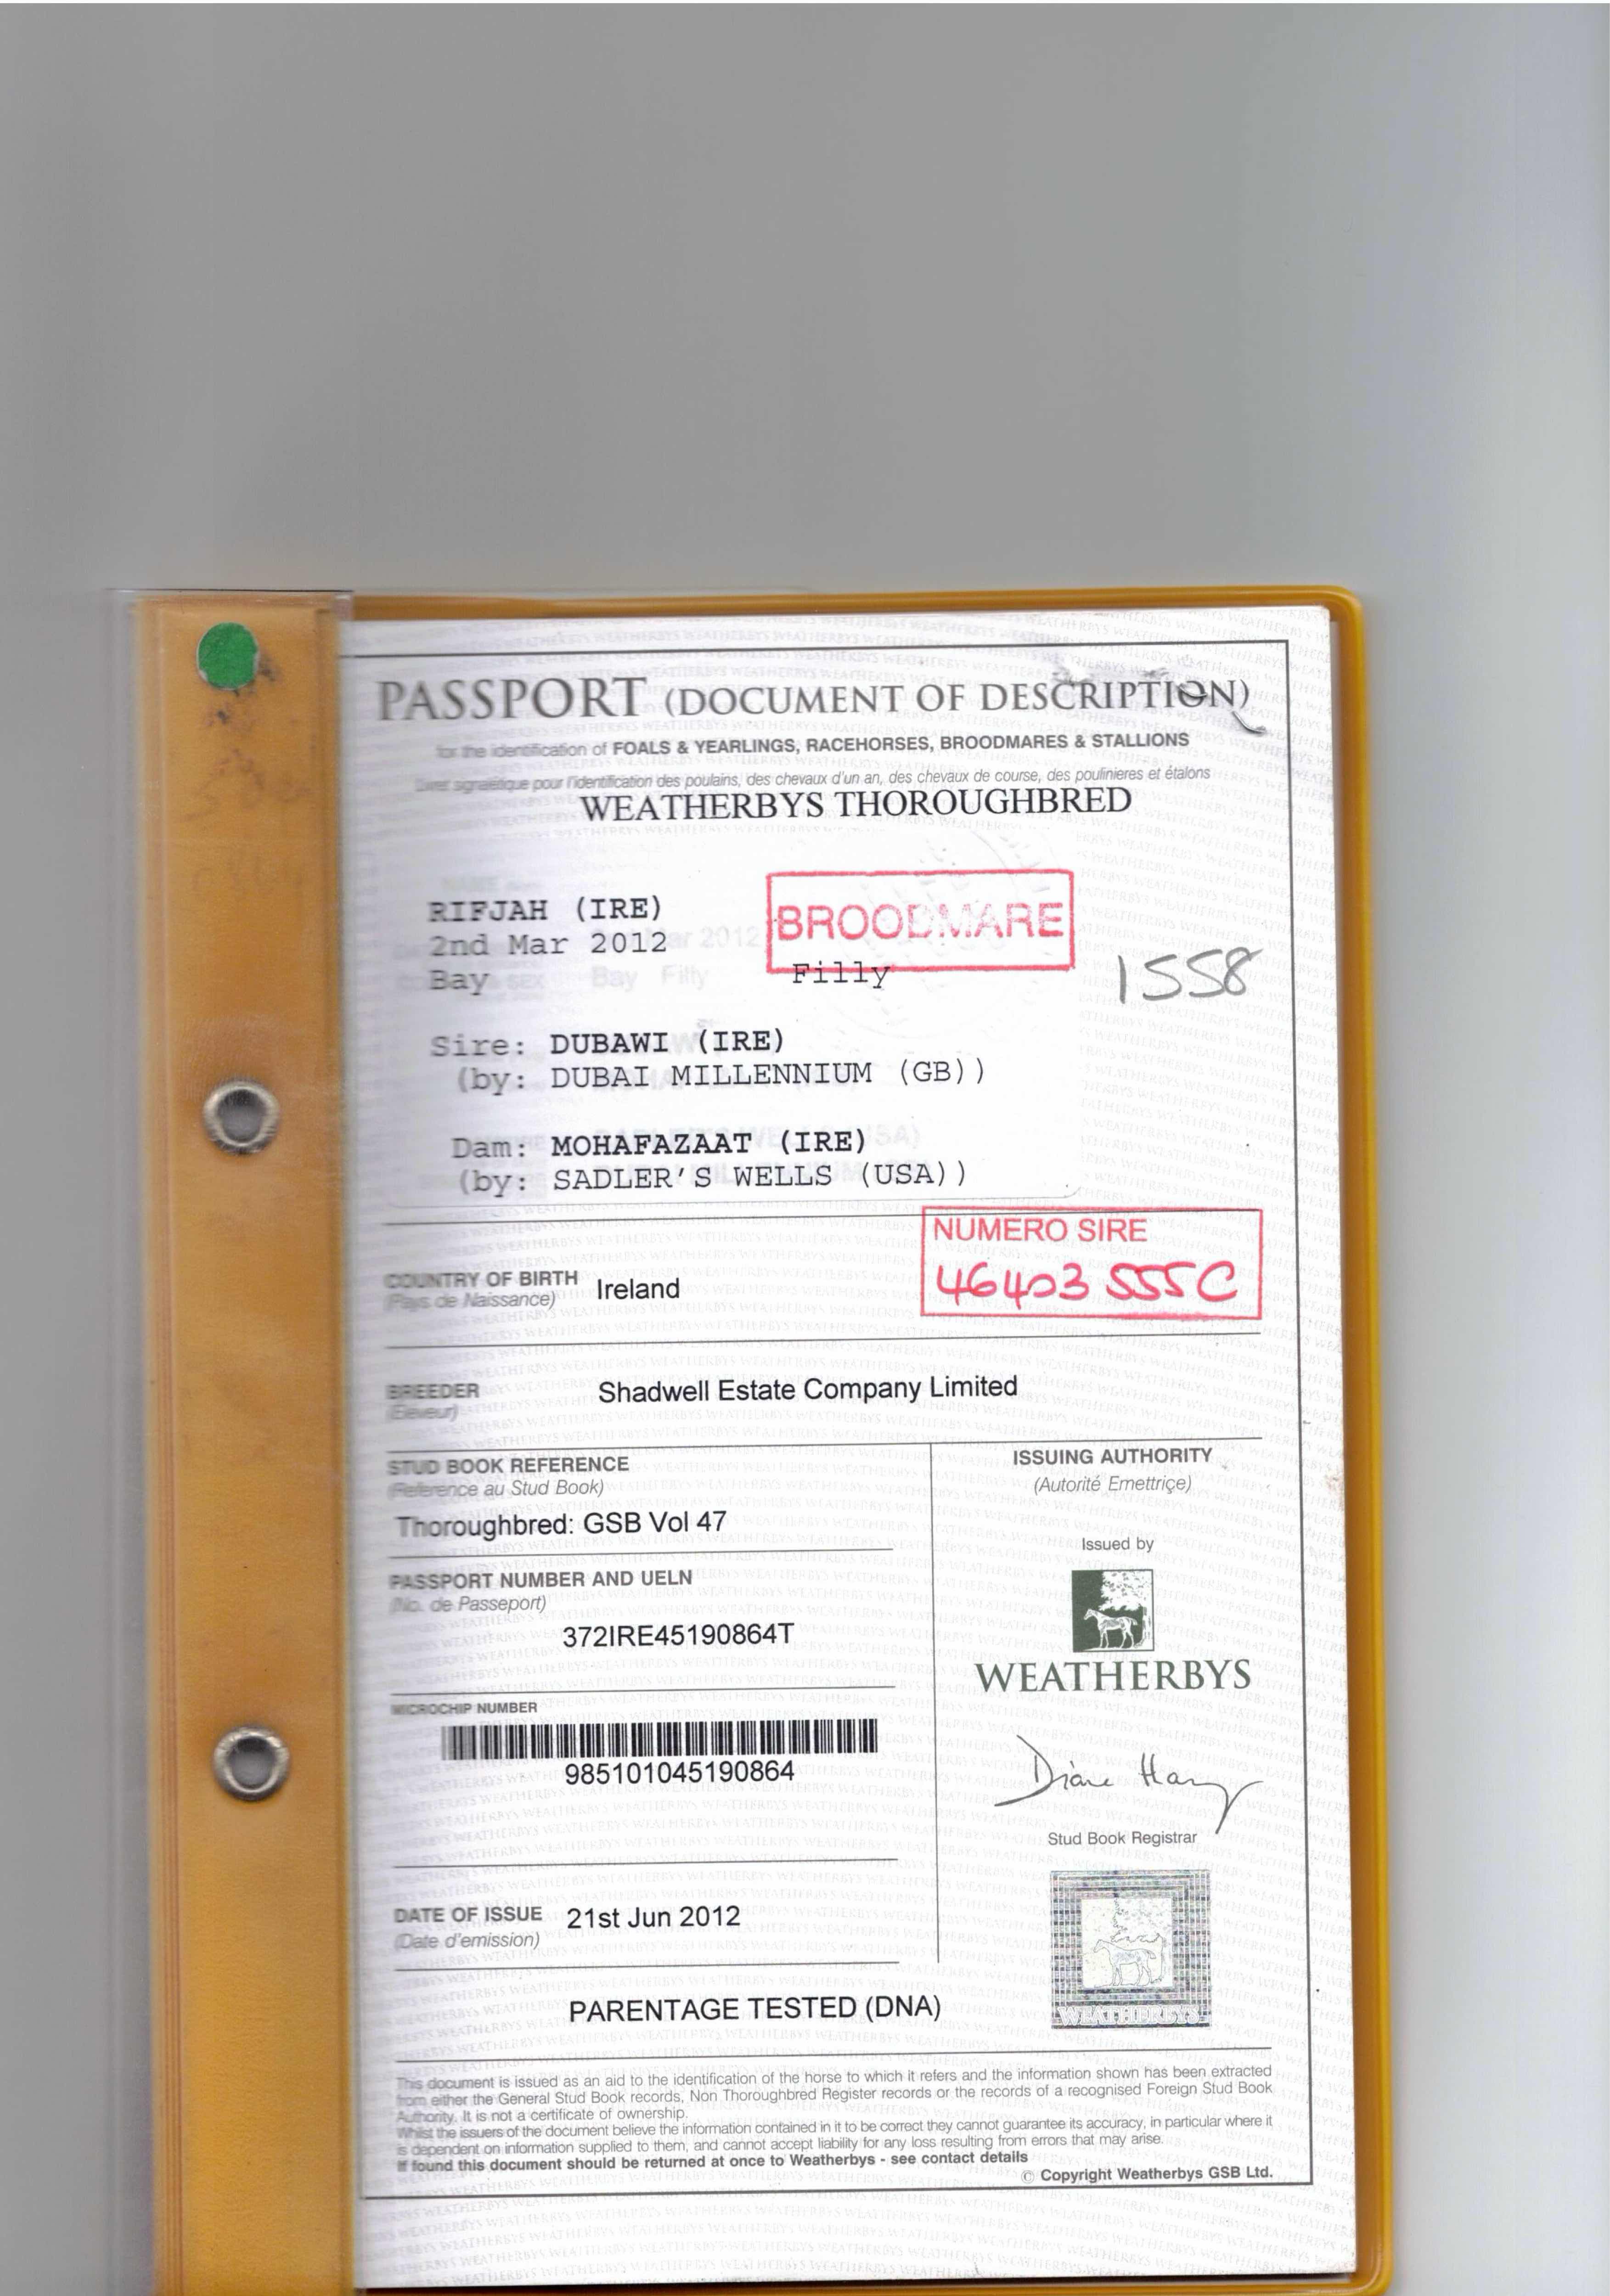 PASSPORT (DOCUMENT OF DESCRIPTION)
for the identification of FOALS & YEARLINGS, RACEHORSES, BROODMARES & STALLIONS
signalétique pour l'identification des poulains, des chevaux d'un an, des chevaux de course, des poulinieres et étalons
WEATHERBYS THOROUGHBRED
RIFJAH (IRE)
BROODMARE
2nd Mar 2012
Bay Filly
1558
Sire: DUBAWI (IRE)
(by: DUBAI MILLENNIUM (GB))
Dam: MOHAFAZAAT (IRE)
(by: SADLER'S WELLS (USA))
NUMERO SIRE
46403 555C
COUNTRY OF BIRTH Ireland
(Pays de Naissance)
BREEDER Shadwell Estate Company Limited
(Eleveur)
STUD BOOK REFERENCE
(Reference au Stud Book)
Thoroughbred: GSB Vol 47
PASSPORT NUMBER AND UELN
(No. de Passeport)
372IRE45190864T
MICROCHIP NUMBER
985101045190864
DATE OF ISSUE 21st Jun 2012
(Date d'emission)
PARENTAGE TESTED (DNA)
ISSUING AUTHORITY
(Autorité Emettriçe)
Issued by
WEATHERBYS
Diane Hany
Stud Book Registrar
WEATHERBYS
This document is issued as an aid to the identification of the horse to which it refers and the information shown has been extracted
from either the General Stud Book records, Non Thoroughbred Register records or the records of a recognised Foreign Stud Book
Authority. It is not a certificate of ownership.
Whilst the issuers of the document believe the information contained in it to be correct they cannot guarantee its accuracy, in particular where it
is dependent on information supplied to them, and cannot accept liability for any loss resulting from errors that may arise.
If found this document should be returned at once to Weatherbys - see contact details
© Copyright Weatherbys GSB Ltd.